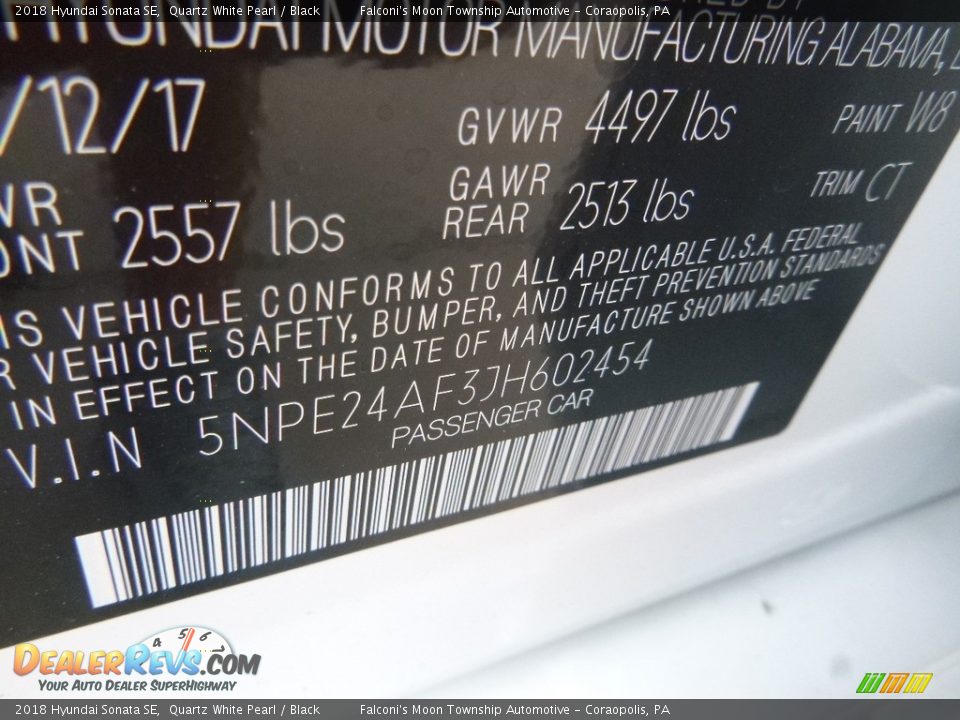 2018 Hyundai Sonata SE, Quartz White Pearl / Black Falconi's Moon Township Automotive - Coraopolis, PA
HYUNDAI MOTOR MANUFACTURING ALABAMA,
/12/17
GVWR 4497 lbs PAINT W8
WR
ONT 2557 lbs
GAWR
REAR 2513 lbs TRIM CT
IS VEHICLE CONFORMS TO ALL APPLICABLE U.S.A. FEDERAL
R VEHICLE SAFETY, BUMPER, AND THEFT PREVENTION STANDARDS
IN EFFECT ON THE DATE OF MANUFACTURE SHOWN ABOVE
V.I.N 5NPE24AF3JH602454
PASSENGER CAR
4 5 6
DEALERREVS.COM
YOUR AUTO DEALER SUPERHIGHWAY
2018 Hyundai Sonata SE, Quartz White Pearl / Black Falconi's Moon Township Automotive - Coraopolis, PA